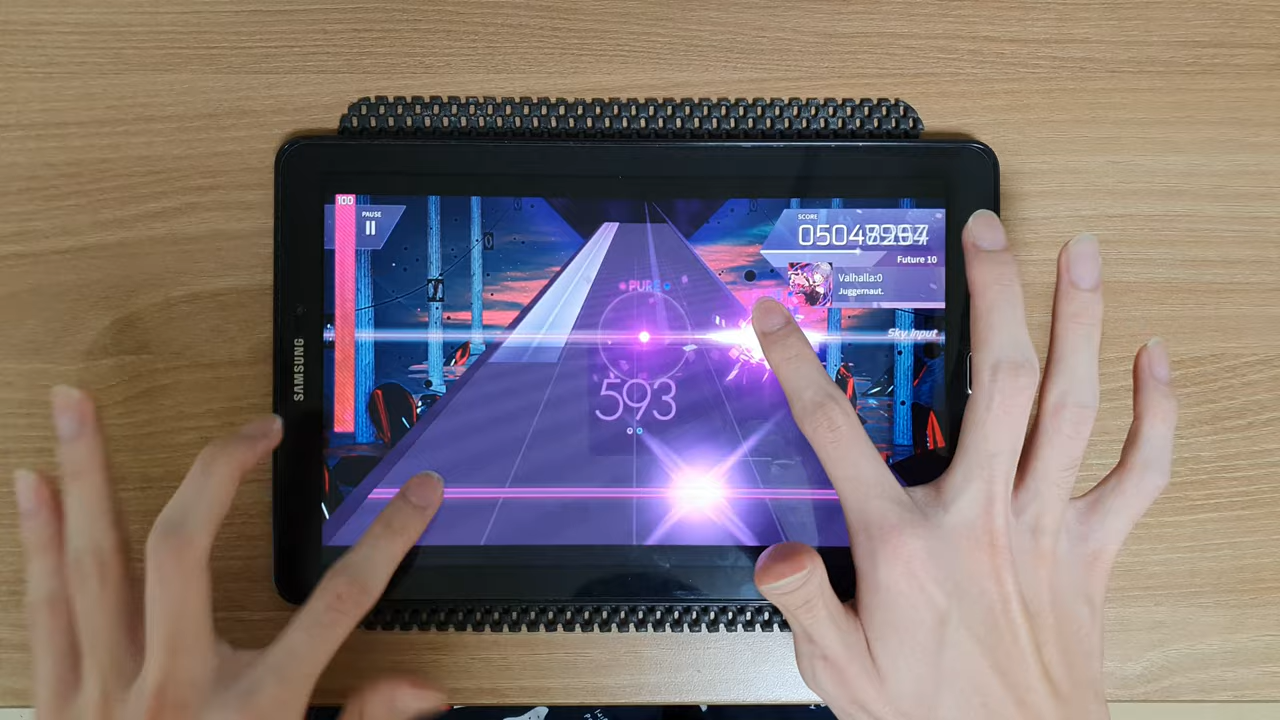 100
PAUSE
SCORE
Future 10
Valhalla:0
Juggernaut.
PURE
Sky Input
593
SAMSUNG